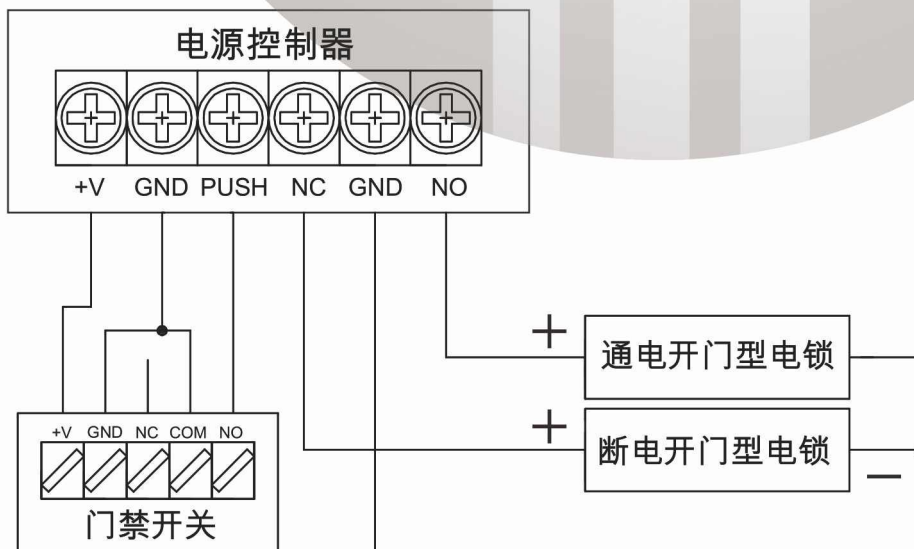 电源控制器
+V GND PUSH NC GND NO
+
通电开门型电锁
+
断电开门型电锁
—
+V GND NC COM NO
门禁开关